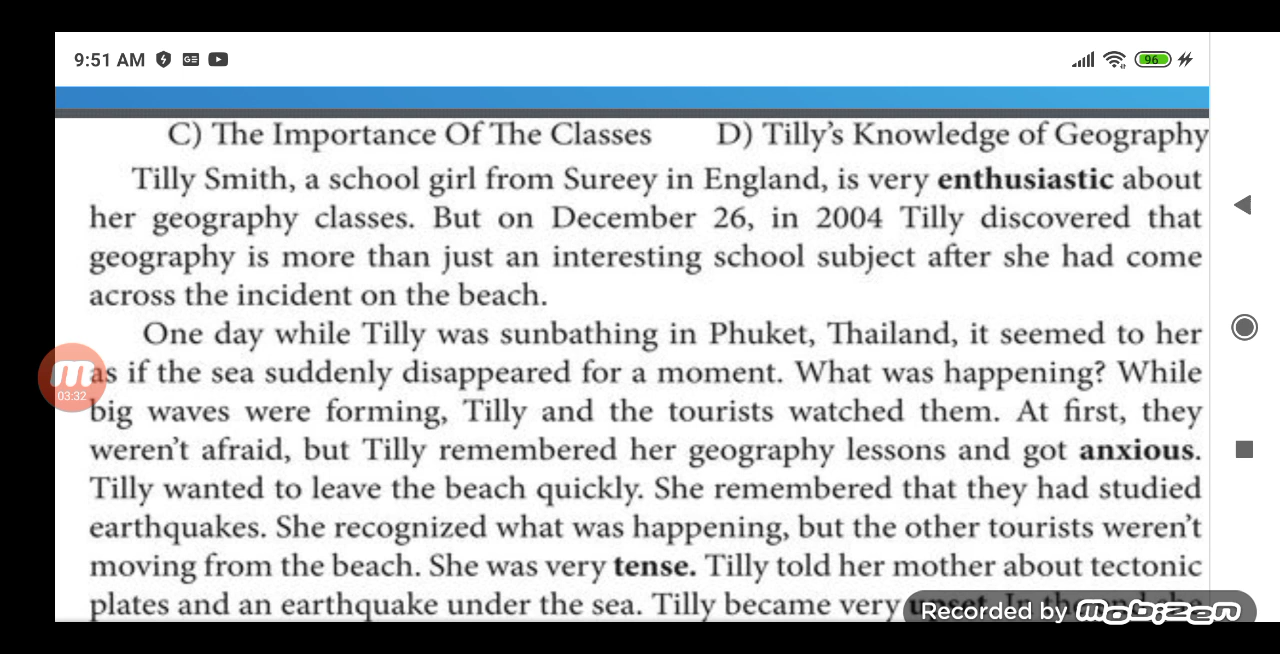 9:51 AM GE 96
C) The Importance Of The Classes D) Tilly's Knowledge of Geography
Tilly Smith, a school girl from Sureey in England, is very enthusiastic about
her geography classes. But on December 26, in 2004 Tilly discovered that
geography is more than just an interesting school subject after she had come
across the incident on the beach.
One day while Tilly was sunbathing in Phuket, Thailand, it seemed to her
as if the sea suddenly disappeared for a moment. What was happening? While
03:32
big waves were forming, Tilly and the tourists watched them. At first, they
weren't afraid, but Tilly remembered her geography lessons and got anxious.
Tilly wanted to leave the beach quickly. She remembered that they had studied
earthquakes. She recognized what was happening, but the other tourists weren't
moving from the beach. She was very tense. Tilly told her mother about tectonic
plates and an earthquake under the sea. Tilly became very
Recorded by Mobizen